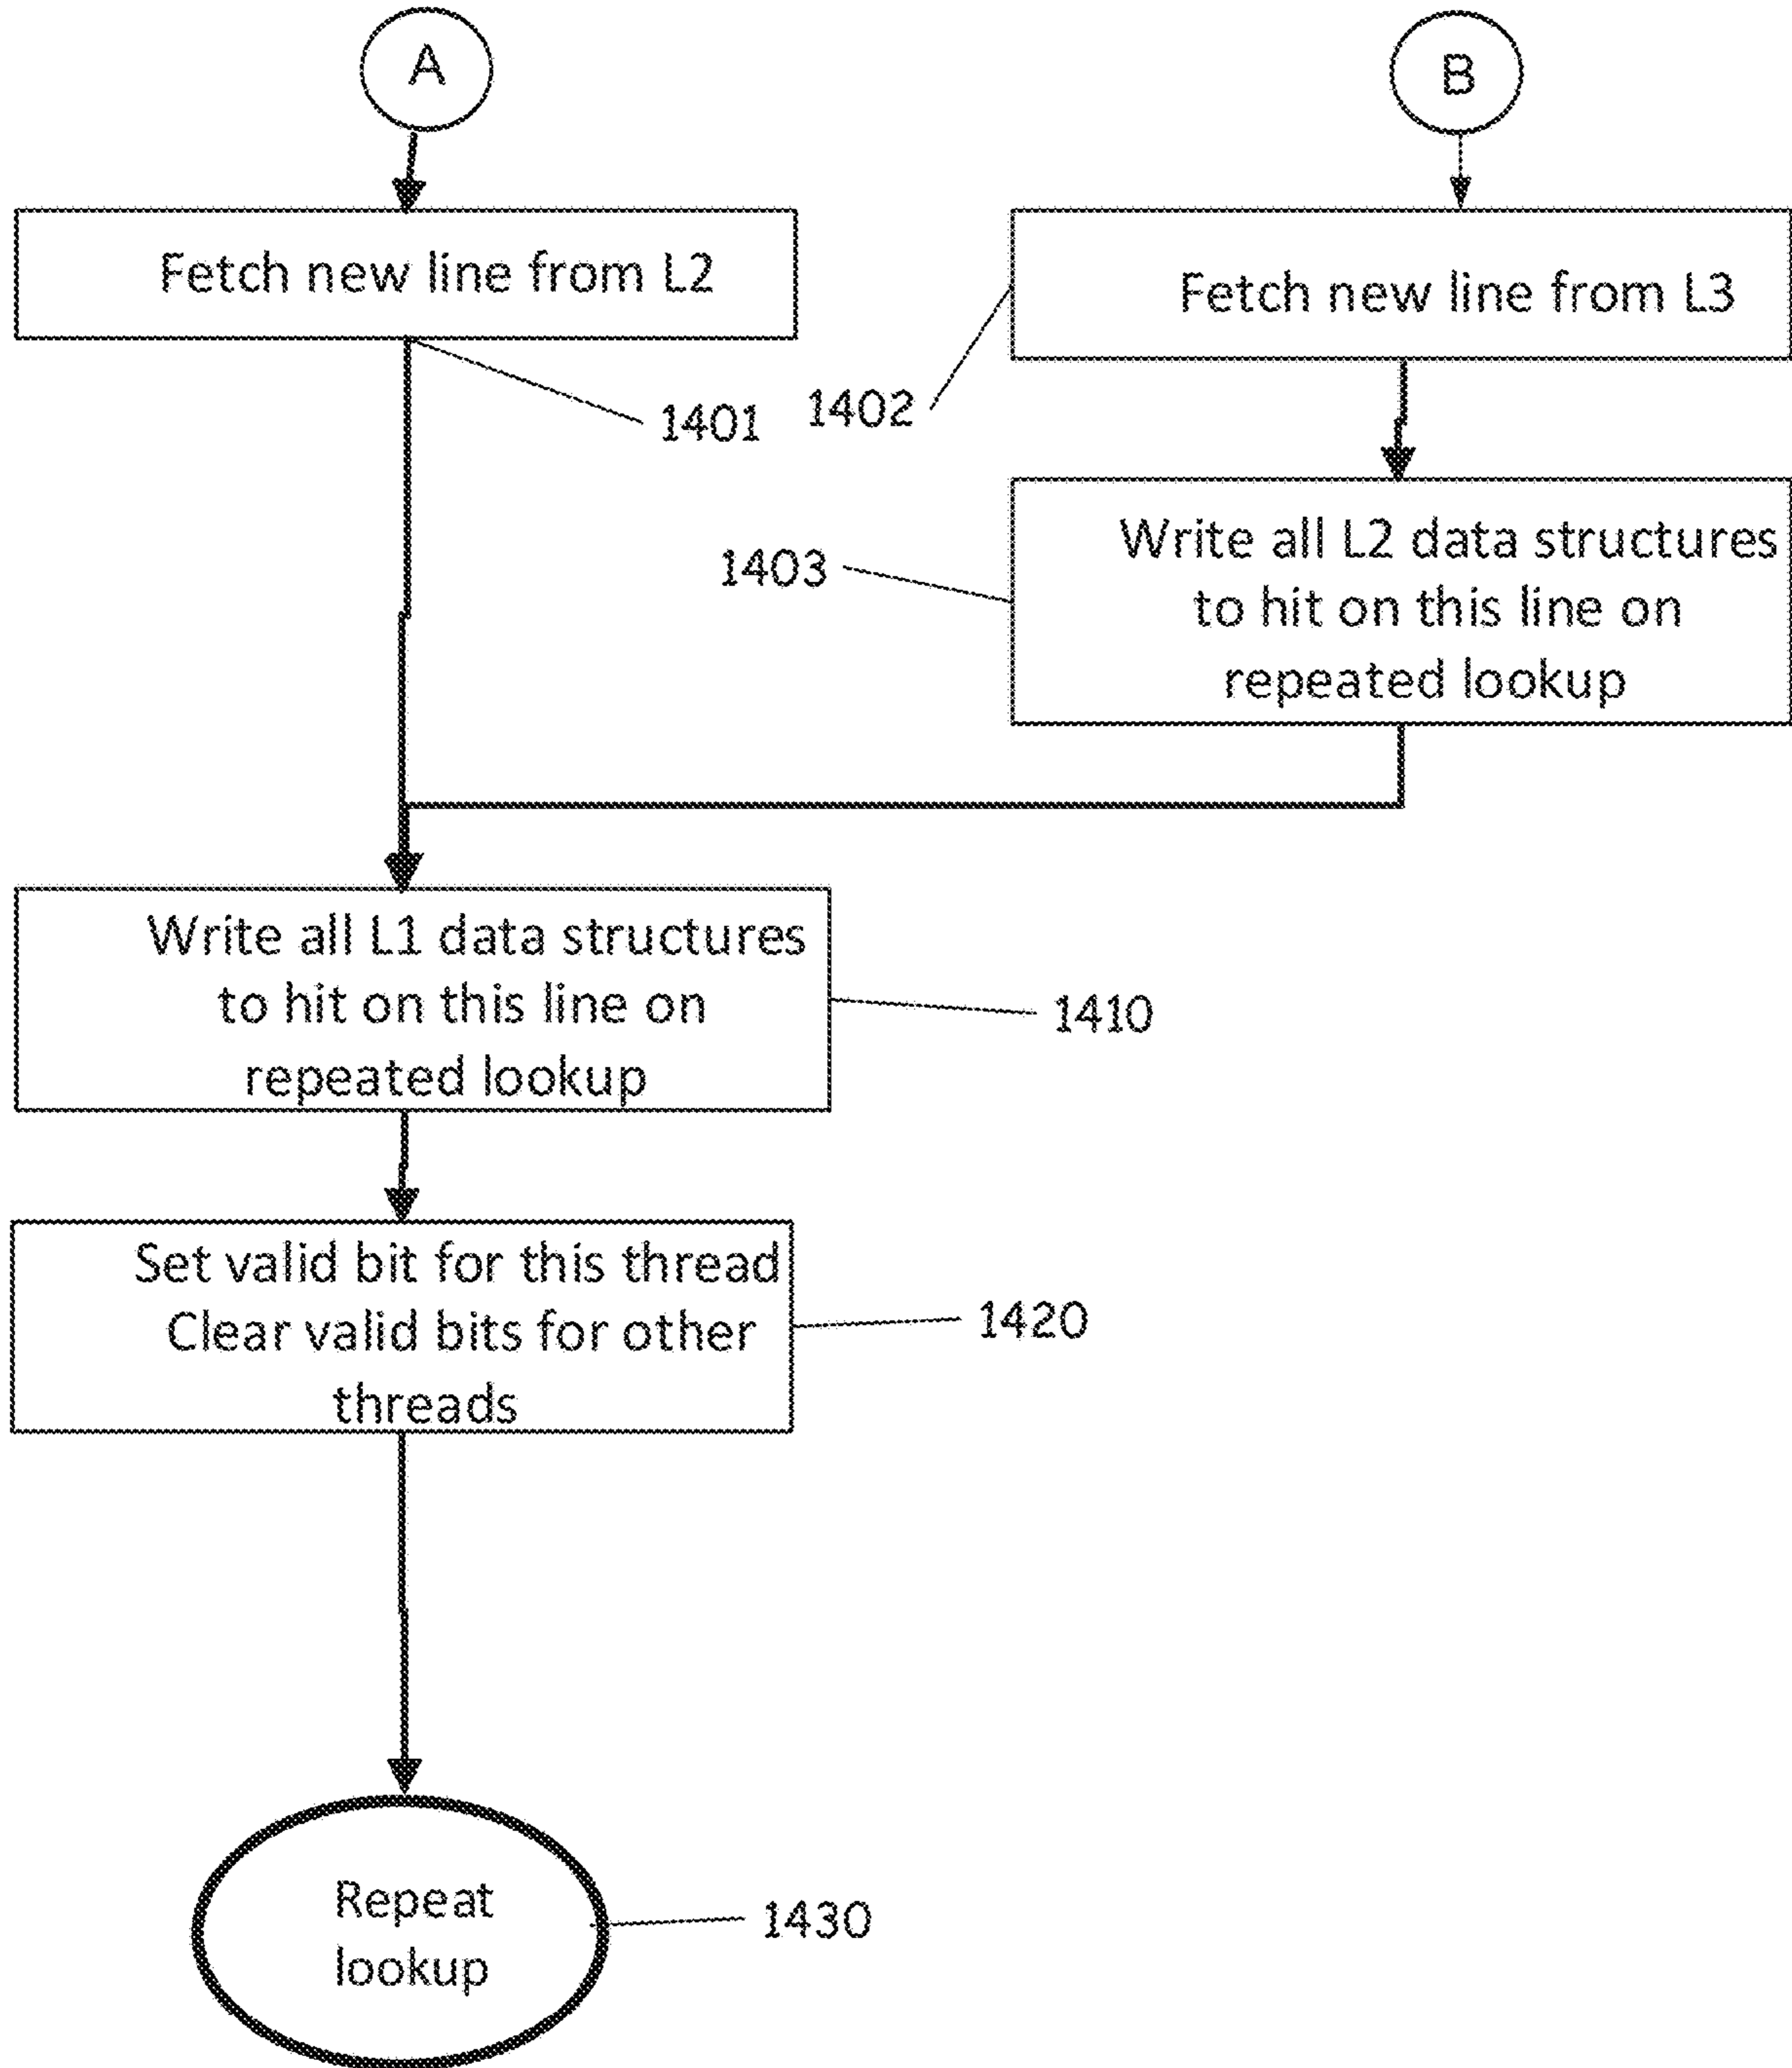 A
B
Fetch new line from L2
Fetch new line from L3
1401
1402
1403
Write all L2 data structures
to hit on this line on
repeated lookup
Write all L1 data structures
to hit on this line on
repeated lookup
1410
Set valid bit for this thread
Clear valid bits for other
threads
1420
Repeat
lookup
1430